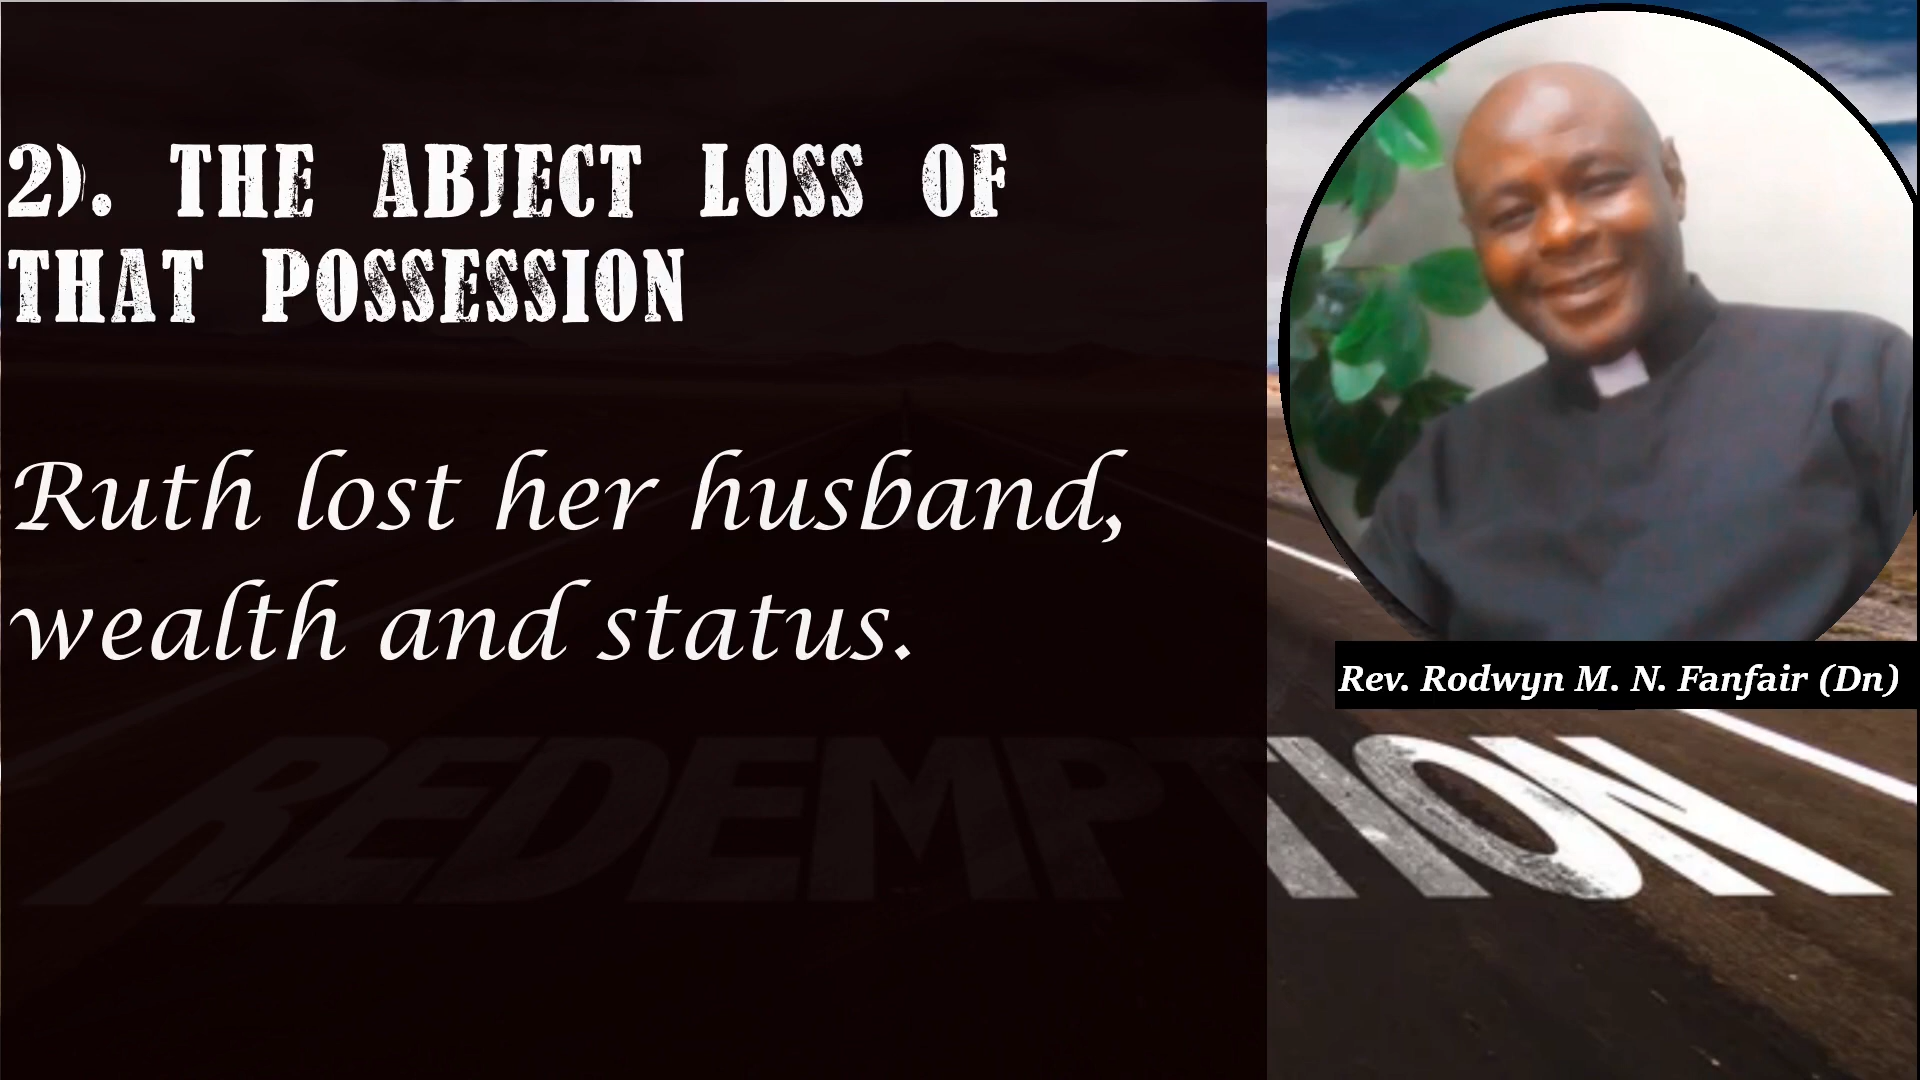 2). THE ABJECT LOSS OF
THAT POSSESSION
Ruth lost her husband,
wealth and status.
Rev. Rodwyn M. N. Fanfair (Dn)
REDEMPTION